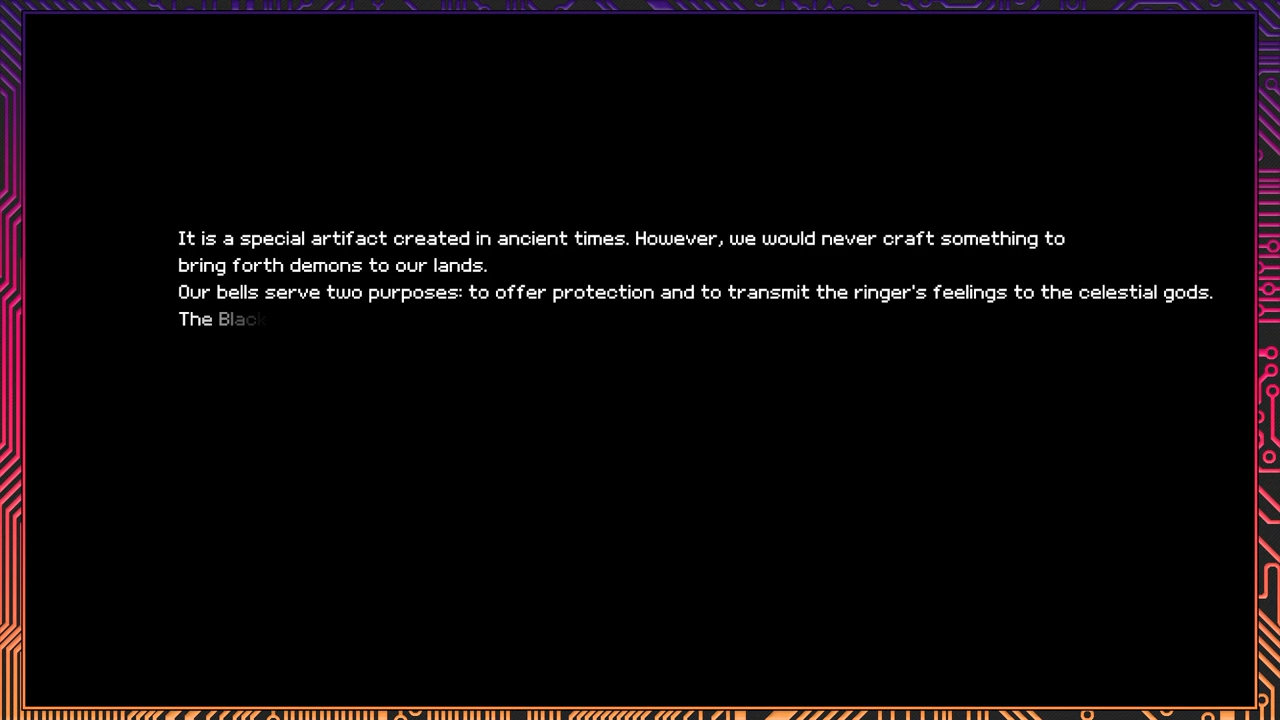 It is a special artifact created in ancient times. However, we would never craft something to
bring forth demons to our lands.
Our bells serve two purposes: to offer protection and to transmit the ringer's feelings to the celestial gods.
The Black